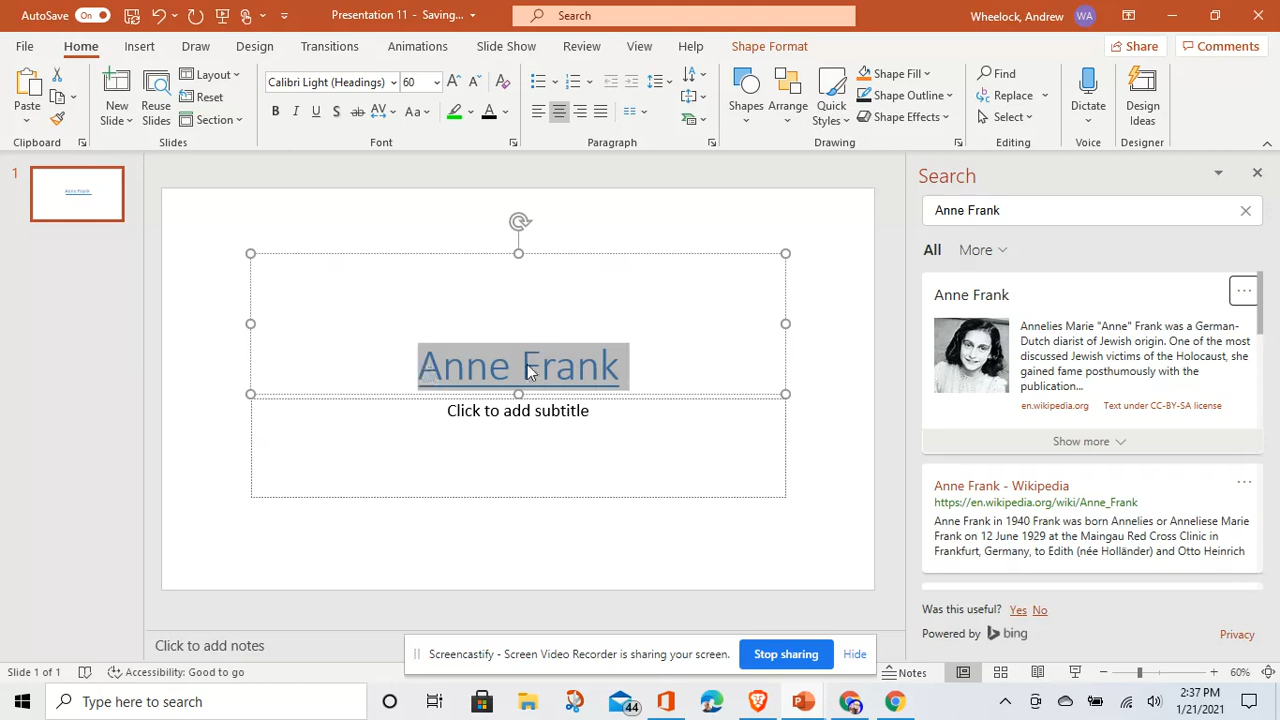 AutoSave On
Presentation 11 - Saving...
Search
Wheelock, Andrew WA
File Home Insert Draw Design Transitions Animations Slide Show Review View Help Shape Format
Share Comments
Paste
Clipboard
New Slide
Reuse Slides
Layout
Reset
Section
Slides
Calibri Light (Headings) 60
B I U S ab AV Aa A
Font
Paragraph
Shapes
Arrange
Quick Styles
Shape Fill
Shape Outline
Shape Effects
Drawing
Find
Replace
Select
Editing
Dictate
Voice
Design Ideas
Designer
1
Anne Frank
Anne Frank
Click to add subtitle
Search
Anne Frank
All More
Anne Frank
Annelies Marie "Anne" Frank was a German-
Dutch diarist of Jewish origin. One of the
most discussed Jewish victims of the Holocaust, she
gained fame posthumously with the
publication...
en.wikipedia.org Text under CC-BY-SA license
Show more
Anne Frank - Wikipedia
https://en.wikipedia.org/wiki/Anne_Frank
Anne Frank in 1940 Frank was born Annelies or Anneliese Marie
Frank on 12 June 1929 at the Maingau Red Cross Clinic in
Frankfurt, Germany, to Edith (née Holländer) and Otto Heinrich
Was this useful? Yes No
Powered by bing
Privacy
Click to add notes
Screencastify - Screen Video Recorder is sharing your screen.
Stop sharing
Hide
Slide 1 of 1
Accessibility: Good to go
Notes
60%
Type here to search
44
2:37 PM
1/21/2021